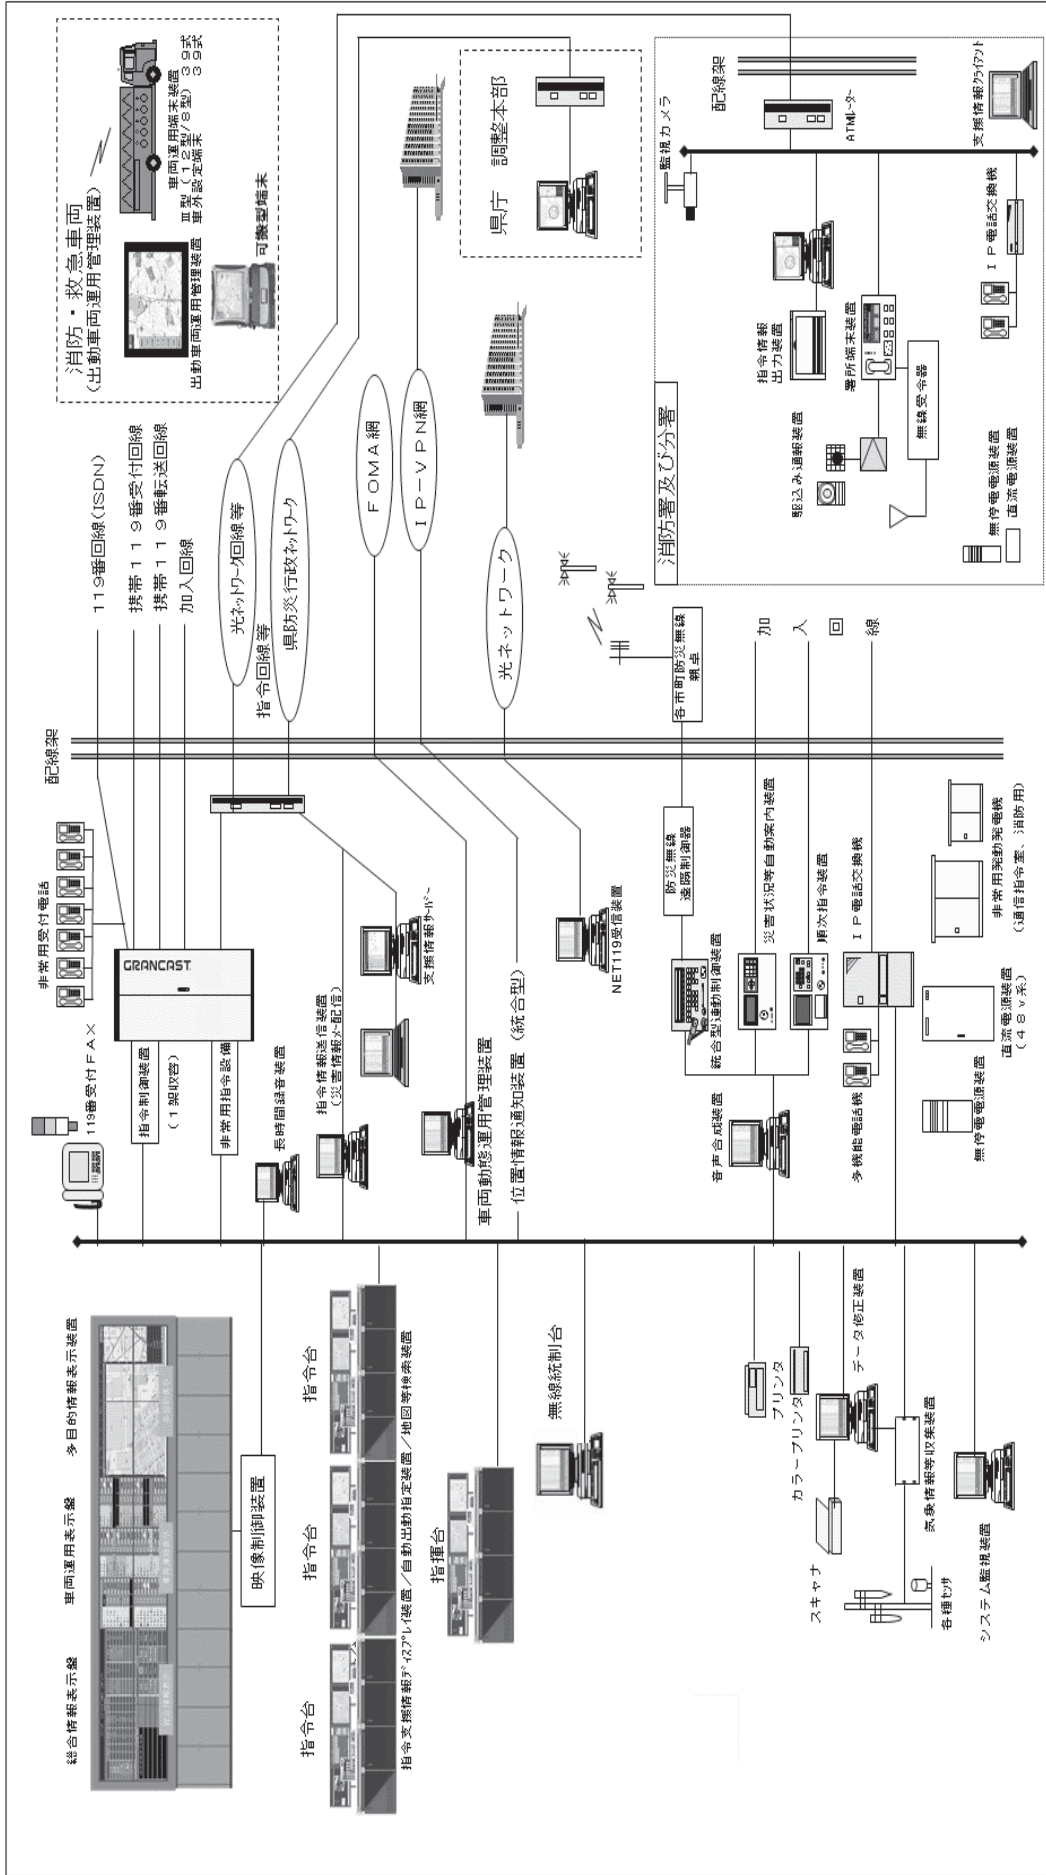 総合情報表示盤
車両運用表示盤
多目的情報表示装置
映像制御装置
指令台
指令台
指令台
指令支援情報ディスプレイ装置/自動出動指定装置/地図等検索装置
指揮台
無線統制台
プリンタ
カラープリンタ
スキャナ
データ修正装置
気象情報等収集装置
各種センサ
システム監視装置
119番受付FAX
非常用受付電話
GRANCAST
指令制御装置
(1架収容)
非常用指令設備
長時間録音装置
指令情報送信装置
(災害情報メール配信)
支援情報サーバー
車両動態運用管理装置
位置情報通知装置(統合型)
NET119受信装置
音声合成装置
統合型連動制御装置
防災無線
遠隔制御器
災害状況等自動案内装置
順次指令装置
IP電話交換機
多機能電話機
無停電電源装置
直流電源装置
(48v系)
非常用発動発電機
(通信指令室、消防用)
配線架
119番回線(ISDN)
携帯119番受付回線
携帯119番転送回線
加入回線
光ネットワーク回線等
指令回線等
県防災行政ネットワーク
FOMA網
IP-VPN網
光ネットワーク
各市町防災無線
親卓
加入回線
消防・救急車両
(出動車両運用管理装置)
車両運用端末装置
Ⅲ型(12型/8型) 39式
車外設定端末 39式
出動車両運用管理装置
可搬型端末
県庁 調整本部
消防署及び分署
監視カメラ
配線架
ATMルーター
支援情報クライアント
指令情報
出力装置
署所端末装置
IP電話交換機
駆込み通報装置
無線受令器
無停電電源装置
直流電源装置